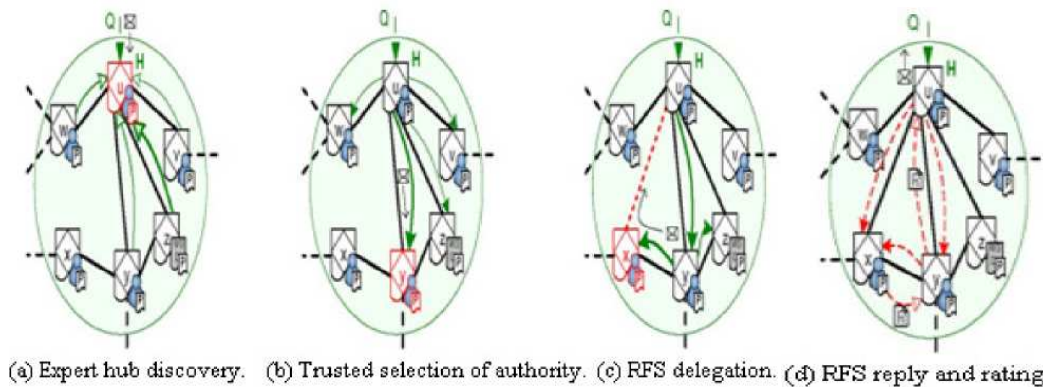 Q
H
u
w
v
z
x
y
P
Q
H
u
w
v
z
x
y
P
Q
H
u
w
v
z
x
y
P
Q
H
u
w
v
z
x
y
P
(a) Expert hub discovery. (b) Trusted selection of authority. (c) RFS delegation. (d) RFS reply and rating